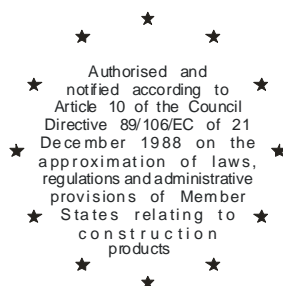 Authorised and
notified according to
Article 10 of the Council
Directive 89/106/EC of 21
December 1988 on the
approximation of laws,
regulations and administrative
provisions of Member
States relating to
construction
products